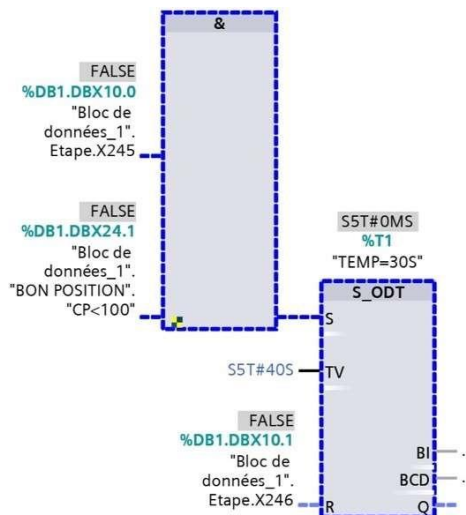 &
FALSE
%DB1.DBX10.0
"Bloc de
données_1".
Etape.X245
FALSE
%DB1.DBX24.1
"Bloc de
données_1".
"BON POSITION".
"CP<100"
S5T#0MS
%T1
"TEMP=30S"
S_ODT
S
S5T#40S
TV
FALSE
%DB1.DBX10.1
"Bloc de
données_1".
Etape.X246
R
BI
BCD
Q